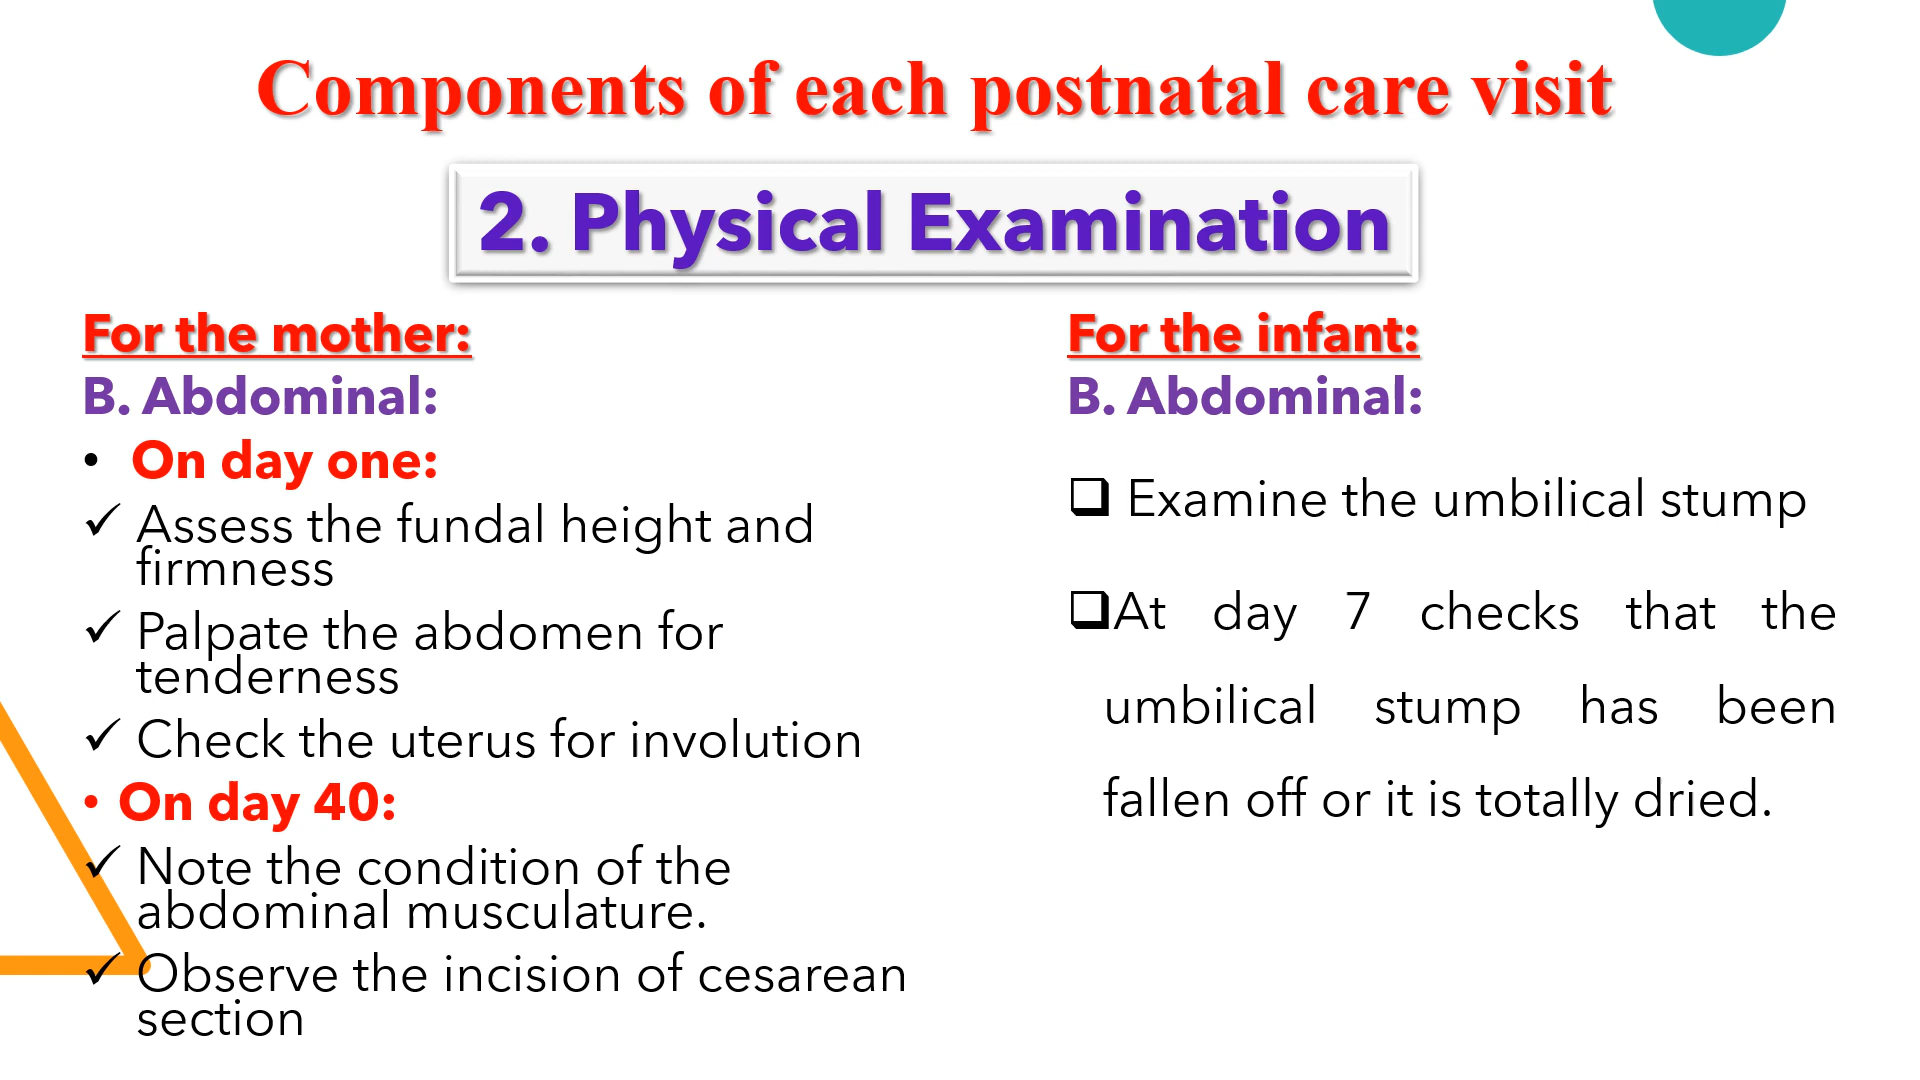 Components of each postnatal care visit
2. Physical Examination
For the mother:
B. Abdominal:
• On day one:
✓ Assess the fundal height and
firmness
✓ Palpate the abdomen for
tenderness
✓ Check the uterus for involution
• On day 40:
✓ Note the condition of the
abdominal musculature.
✓ Observe the incision of cesarean
section
For the infant:
B. Abdominal:
❑ Examine the umbilical stump
❑At day 7 checks that the
umbilical stump has been
fallen off or it is totally dried.